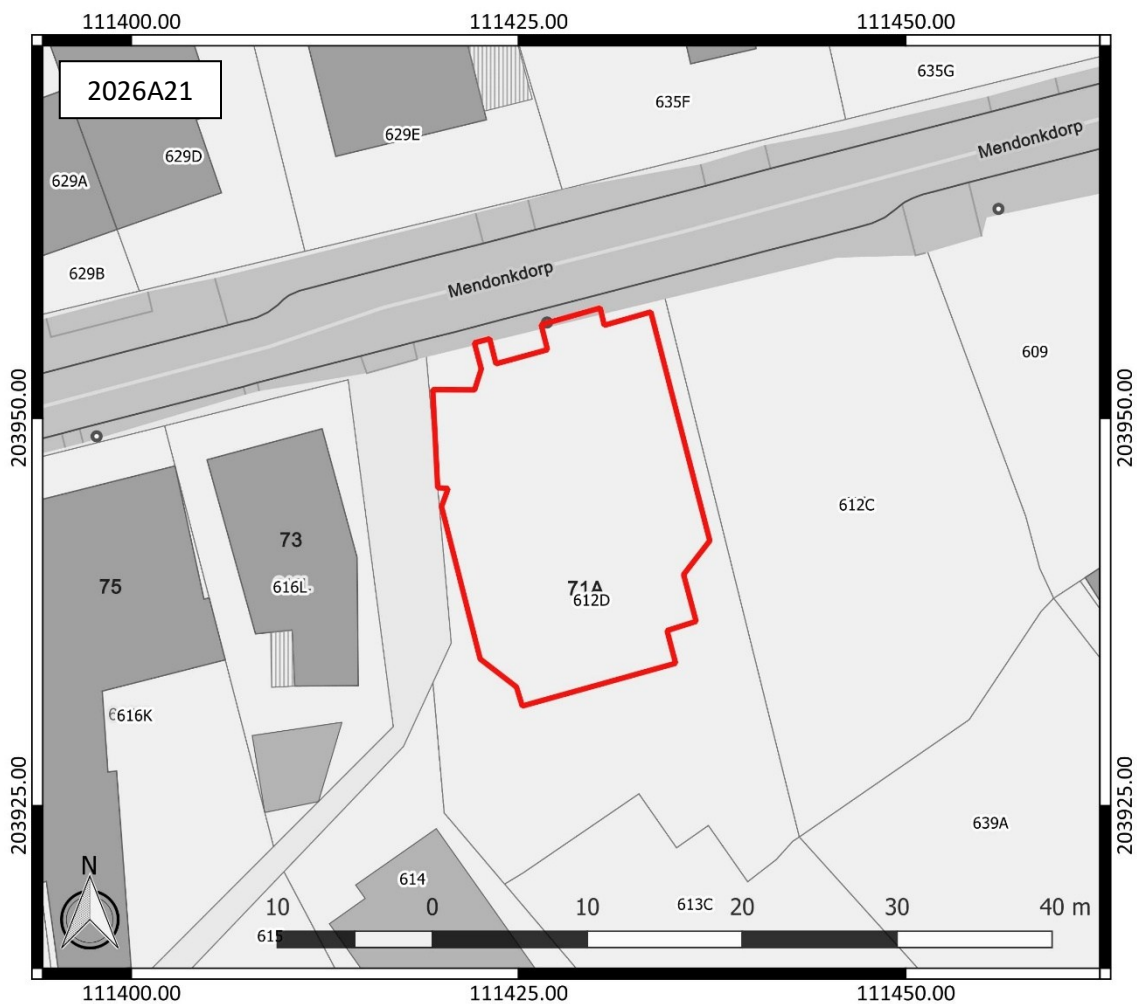 111400.00 111425.00 111450.00
2026A21
635G
635F
629E
629D
629A
629B
Mendonkdorp
Mendonkdorp
609
203950.00 203950.00
612C
73
75
616L
71A
612D
616K
203925.00 203925.00
639A
N
614
613C
615
10 0 10 20 30 40 m
111400.00 111425.00 111450.00